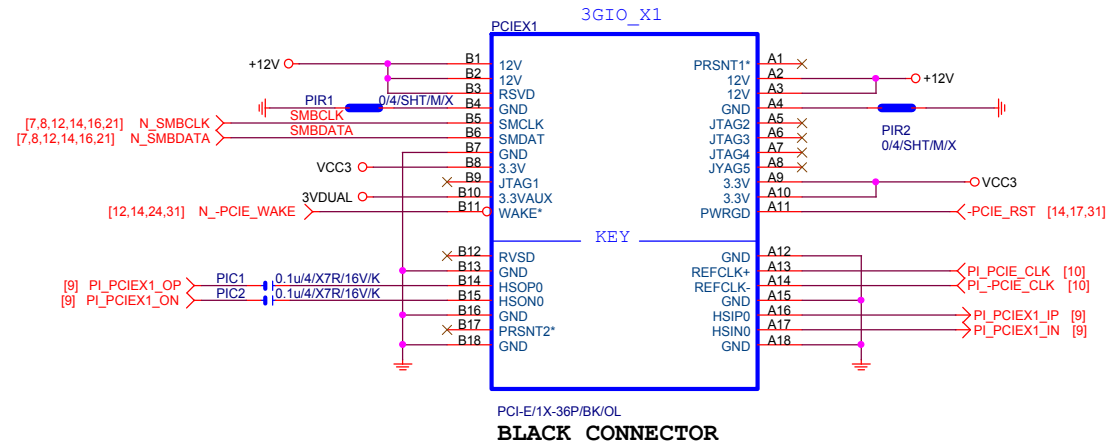 3GIO_X1
PCIEX1
+12V B1 12V PRSNT1* A1
B2 12V 12V A2 +12V
B3 RSVD 12V A3
PIR1 0/4/SHT/M/X B4 GND GND A4
[7,8,12,14,16,21] N_SMBCLK SMBCLK B5 SMCLK JTAG2 A5
[7,8,12,14,16,21] N_SMBDATA SMBDATA B6 SMDAT JTAG3 A6 PIR2
B7 GND JTAG4 A7 0/4/SHT/M/X
VCC3 B8 3.3V JYAG5 A8
B9 JTAG1 3.3V A9 VCC3
3VDUAL B10 3.3VAUX 3.3V A10
[12,14,24,31] N_-PCIE_WAKE B11 WAKE* PWRGD A11 -PCIE_RST [14,17,31]
KEY
B12 RVSD GND A12
B13 GND REFCLK+ A13 PI_PCIE_CLK [10]
[9] PI_PCIEX1_OP PIC1 0.1u/4/X7R/16V/K B14 HSOP0 REFCLK- A14 PI_-PCIE_CLK [10]
[9] PI_PCIEX1_ON PIC2 0.1u/4/X7R/16V/K B15 HSON0 GND A15
B16 GND HSIP0 A16 PI_PCIEX1_IP [9]
B17 PRSNT2* HSIN0 A17 PI_PCIEX1_IN [9]
B18 GND GND A18
PCI-E/1X-36P/BK/OL
BLACK CONNECTOR